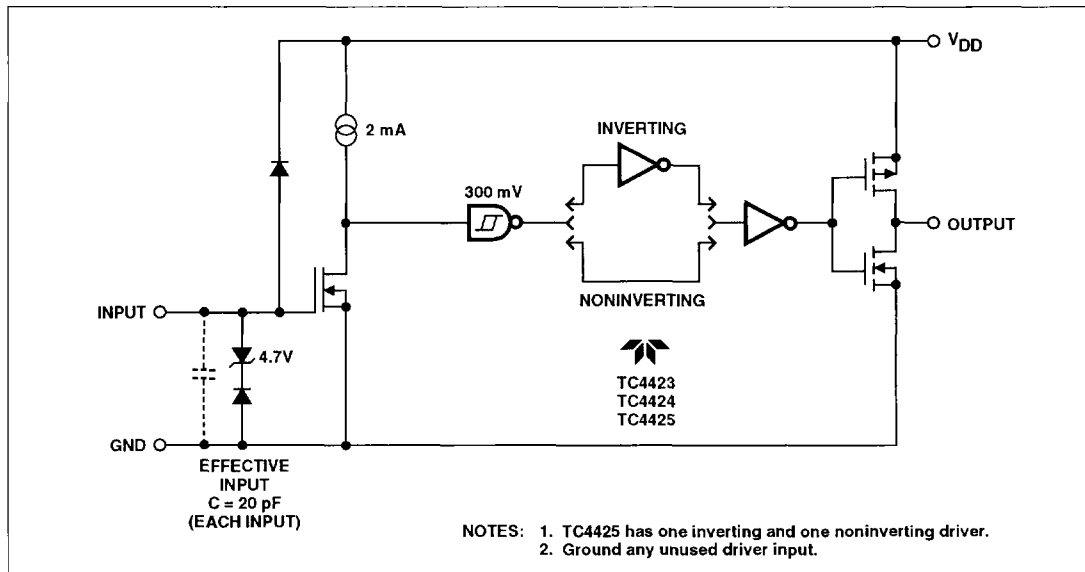 V_DD
2 mA
INVERTING
300 mV
OUTPUT
INPUT
NONINVERTING
4.7V
TC4423
TC4424
TC4425
GND
EFFECTIVE
INPUT
C = 20 pF
(EACH INPUT)
NOTES: 1. TC4425 has one inverting and one noninverting driver.
2. Ground any unused driver input.